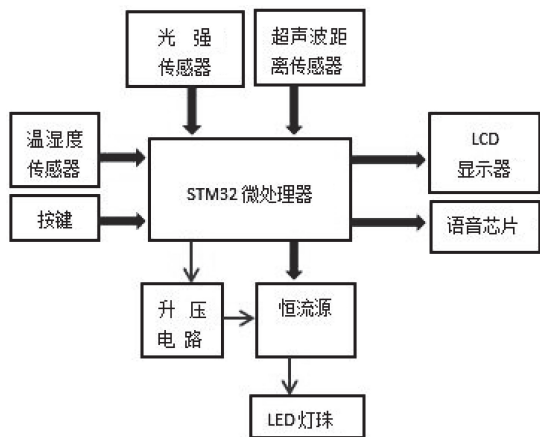 光 强
传感器
超声波距
离传感器
温湿度
传感器
LCD
显示器
STM32 微处理器
按键
语音芯片
升 压
电 路
恒流源
LED 灯珠